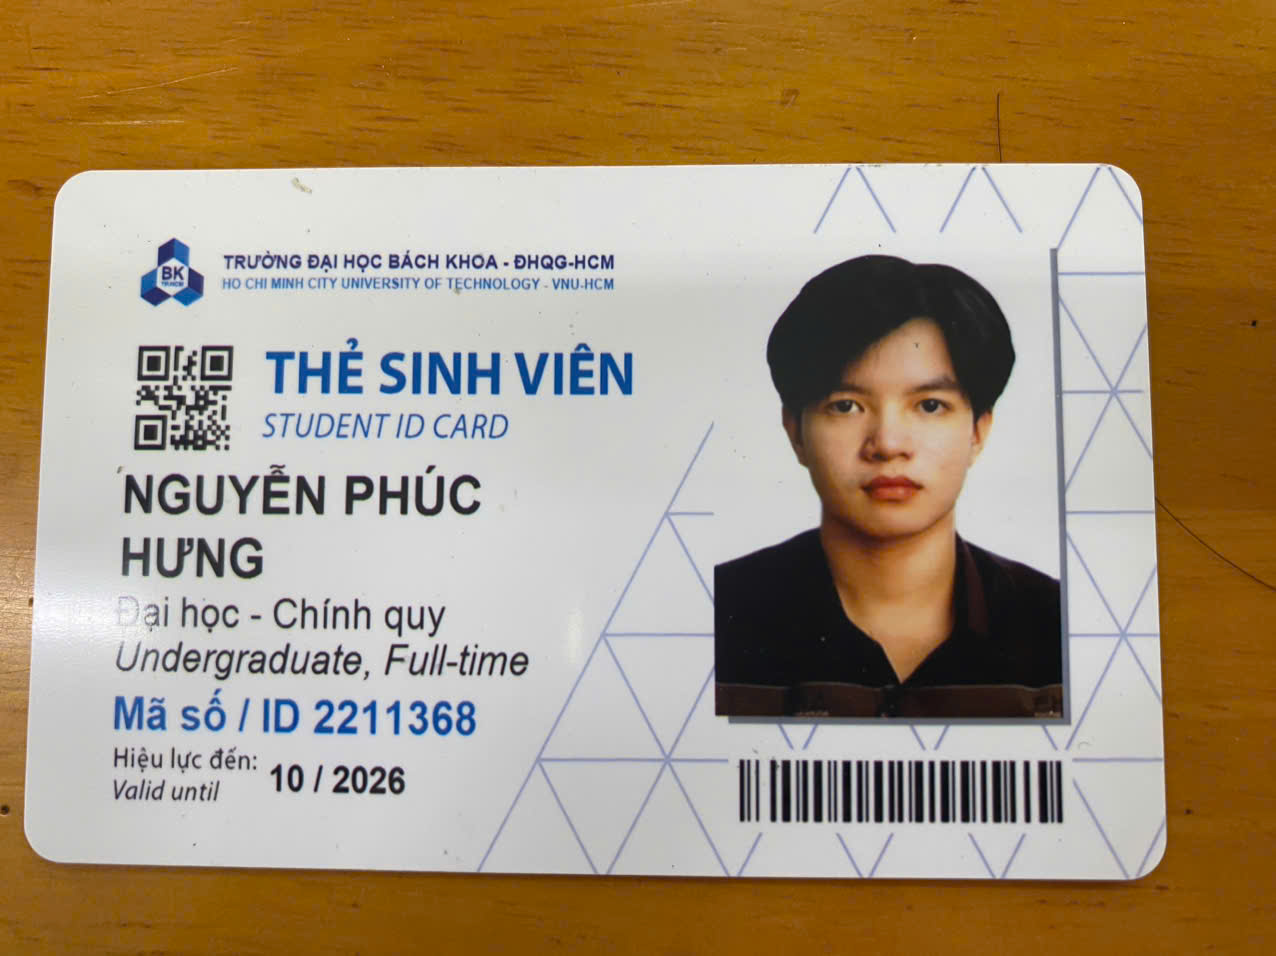 BK
TP.HCM
TRƯỜNG ĐẠI HỌC BÁCH KHOA - ĐHQG-HCM
HO CHI MINH CITY UNIVERSITY OF TECHNOLOGY - VNU-HCM
THẺ SINH VIÊN
STUDENT ID CARD
NGUYỄN PHÚC
HƯNG
Đại học - Chính quy
Undergraduate, Full-time
Mã số / ID 2211368
Hiệu lực đến: 10 / 2026
Valid until